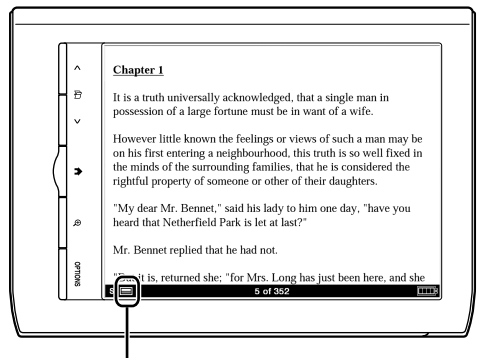 Chapter 1
It is a truth universally acknowledged, that a single man in
possession of a large fortune must be in want of a wife.
However little known the feelings or views of such a man may be
on his first entering a neighbourhood, this truth is so well fixed in
the minds of the surrounding families, that he is considered the
rightful property of someone or other of their daughters.
"My dear Mr. Bennet," said his lady to him one day, "have you
heard that Netherfield Park is let at last?"
Mr. Bennet replied that he had not.
it is, returned she; "for Mrs. Long has just been here, and she
S
5 of 352
OPTIONS